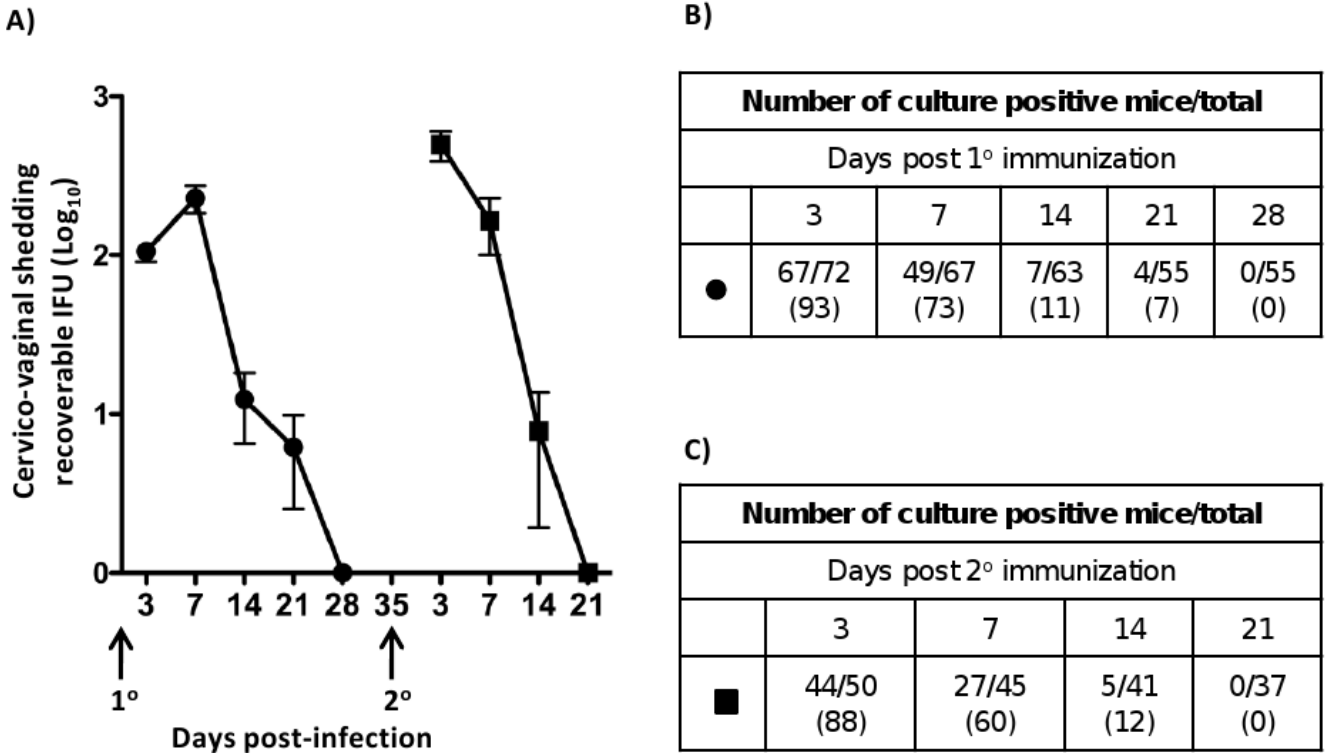 A)
3
2
1
0
Cervico-vaginal shedding
recoverable IFU (Log₁₀)
3 7 14 21 28 35 3 7 14 21
1º 2º
Days post-infection
B)
Number of culture positive mice/total
Days post 1º immunization
3 7 14 21 28
67/72 49/67 7/63 4/55 0/55
(93) (73) (11) (7) (0)
C)
Number of culture positive mice/total
Days post 2º immunization
3 7 14 21
44/50 27/45 5/41 0/37
(88) (60) (12) (0)